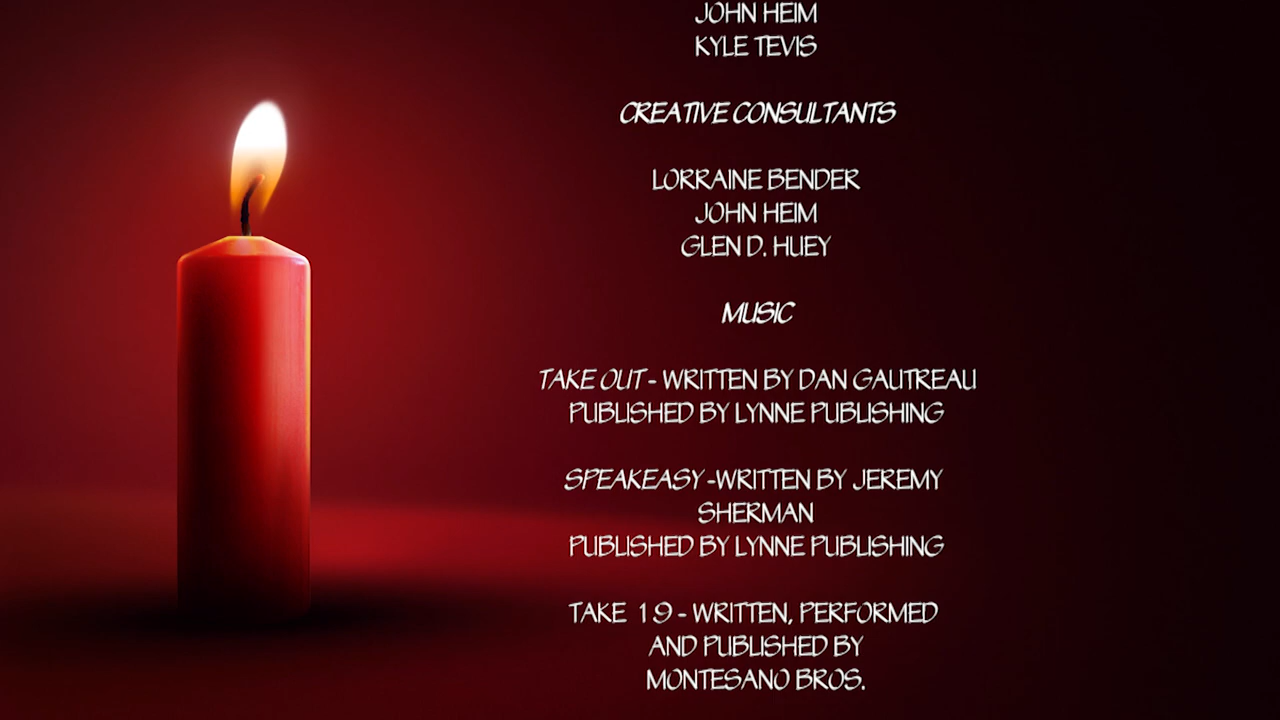 JOHN HEIM
KYLE TEVIS
CREATIVE CONSULTANTS
LORRAINE BENDER
JOHN HEIM
GLEN D. HUEY
MUSIC
TAKE OUT - WRITTEN BY DAN GAUTREAU
PUBLISHED BY LYNNE PUBLISHING
SPEAKEASY -WRITTEN BY JEREMY
SHERMAN
PUBLISHED BY LYNNE PUBLISHING
TAKE 19 - WRITTEN, PERFORMED
AND PUBLISHED BY
MONTESANO BROS.